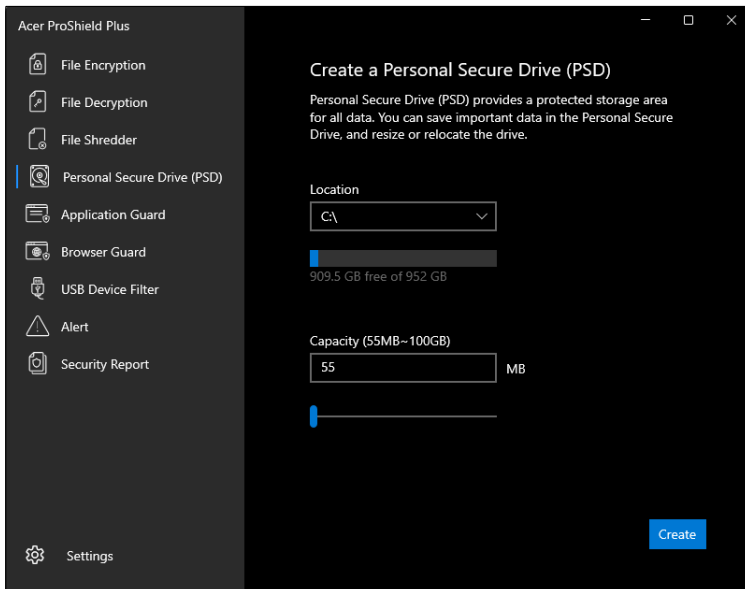 Acer ProShield Plus
File Encryption
File Decryption
File Shredder
Personal Secure Drive (PSD)
Application Guard
Browser Guard
USB Device Filter
Alert
Security Report
Settings
Create a Personal Secure Drive (PSD)
Personal Secure Drive (PSD) provides a protected storage area
for all data. You can save important data in the Personal Secure
Drive, and resize or relocate the drive.
Location
C:\
909.5 GB free of 952 GB
Capacity (55MB~100GB)
55 MB
Create